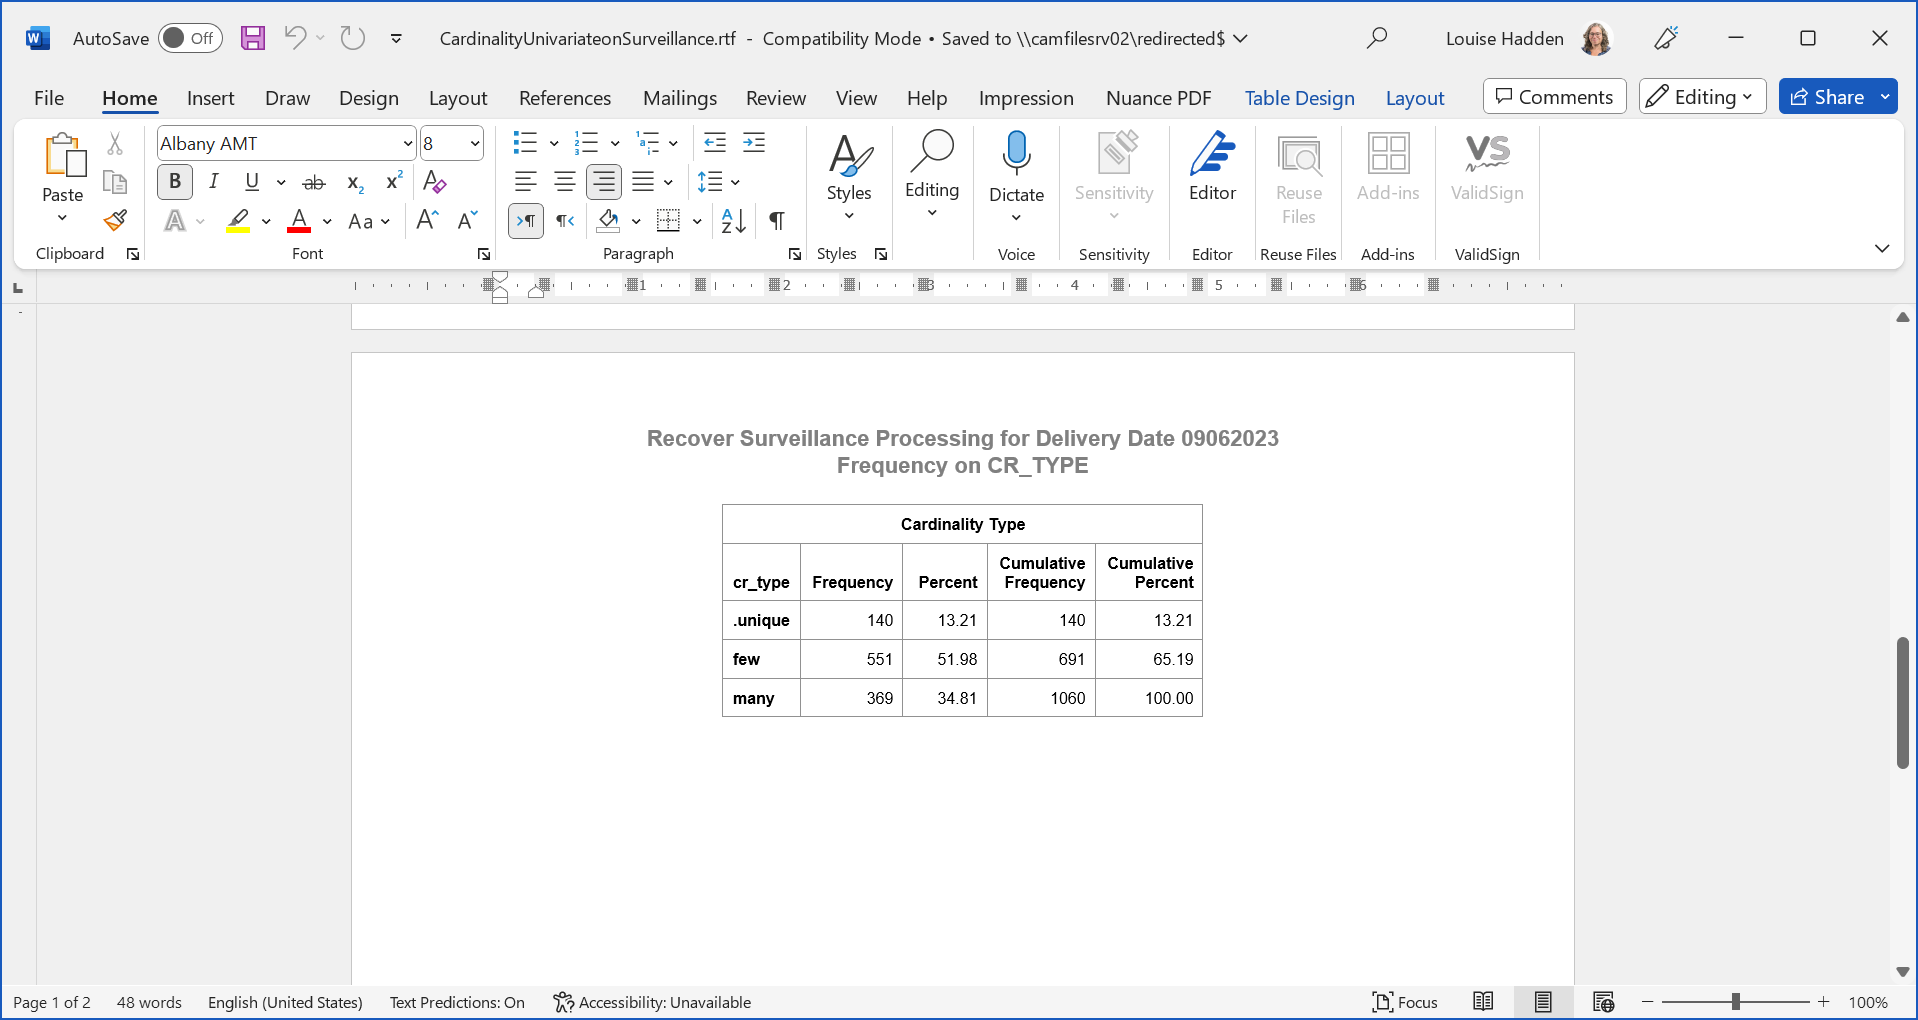 AutoSave Off CardinalityUnivariateonSurveillance.rtf - Compatibility Mode • Saved to \\camfilesrv02\redirected$ Louise Hadden
File Home Insert Draw Design Layout References Mailings Review View Help Impression Nuance PDF Table Design Layout Comments Editing Share
Paste
Albany AMT 8
Styles Editing Dictate Sensitivity Editor Reuse Files Add-ins ValidSign
Clipboard Font Paragraph Styles Voice Sensitivity Editor Reuse Files Add-ins ValidSign
1 2 3 4 5 6
Recover Surveillance Processing for Delivery Date 09062023
Frequency on CR_TYPE
Cardinality Type
cr_type Frequency Percent Cumulative Frequency Cumulative Percent
.unique 140 13.21 140 13.21
few 551 51.98 691 65.19
many 369 34.81 1060 100.00
Page 1 of 2 48 words English (United States) Text Predictions: On Accessibility: Unavailable Focus 100%